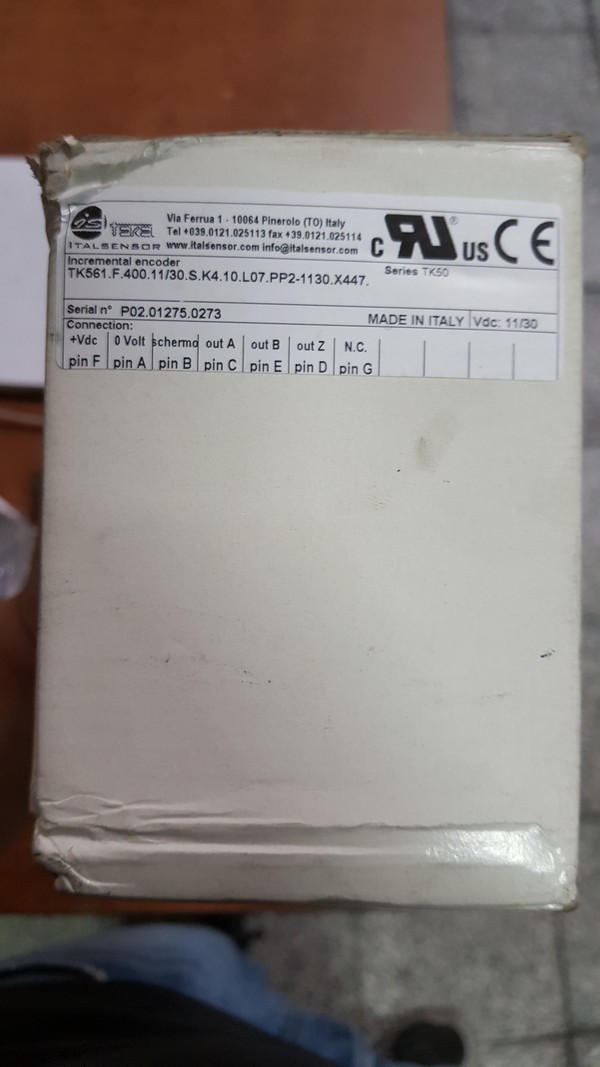 TEKEL
ITALSENSOR
Via Ferrua 1 - 10064 Pinerolo (TO) Italy
Tel +039.0121.025113 fax +39.0121.025114
www.italsensor.com info@italsensor.com
C RU ® US CE
Incremental encoder
Series TK50
TK561.F.400.11/30.S.K4.10.L07.PP2-1130.X447.
Serial n° P02.01275.0273
MADE IN ITALY Vdc: 11/30
Connection:
+Vdc 0 Volt schermo out A out B out Z N.C.
pin F pin A pin B pin C pin E pin D pin G